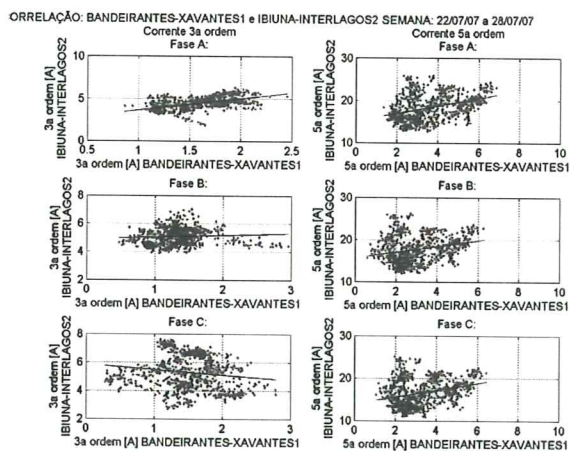 ORRELAÇÃO: BANDEIRANTES-XAVANTES1 e IBIUNA-INTERLAGOS2 SEMANA: 22/07/07 a 28/07/07
Corrente 3a ordem
Fase A:
3a ordem [A]
IBIUNA-INTERLAGOS2
10
5
0
0.5 1 1.5 2 2.5
3a ordem [A] BANDEIRANTES-XAVANTES1
Fase B:
3a ordem [A]
IBIUNA-INTERLAGOS2
8
6
4
2
0 1 2 3
3a ordem [A] BANDEIRANTES-XAVANTES1
Fase C:
3a ordem [A]
IBIUNA-INTERLAGOS2
8
6
4
2
0 1 2 3
3a ordem [A] BANDEIRANTES-XAVANTES1
Corrente 5a ordem
Fase A:
5a ordem [A]
IBIUNA-INTERLAGOS2
30
20
10
0 2 4 6 8
5a ordem [A] BANDEIRANTES-XAVANTES1
Fase B:
5a ordem [A]
IBIUNA-INTERLAGOS2
30
20
10
0 2 4 6 8
5a ordem [A] BANDEIRANTES-XAVANTES1
Fase C:
5a ordem [A]
IBIUNA-INTERLAGOS2
30
20
10
0 2 4 6 8
5a ordem [A] BANDEIRANTES-XAVANTES1